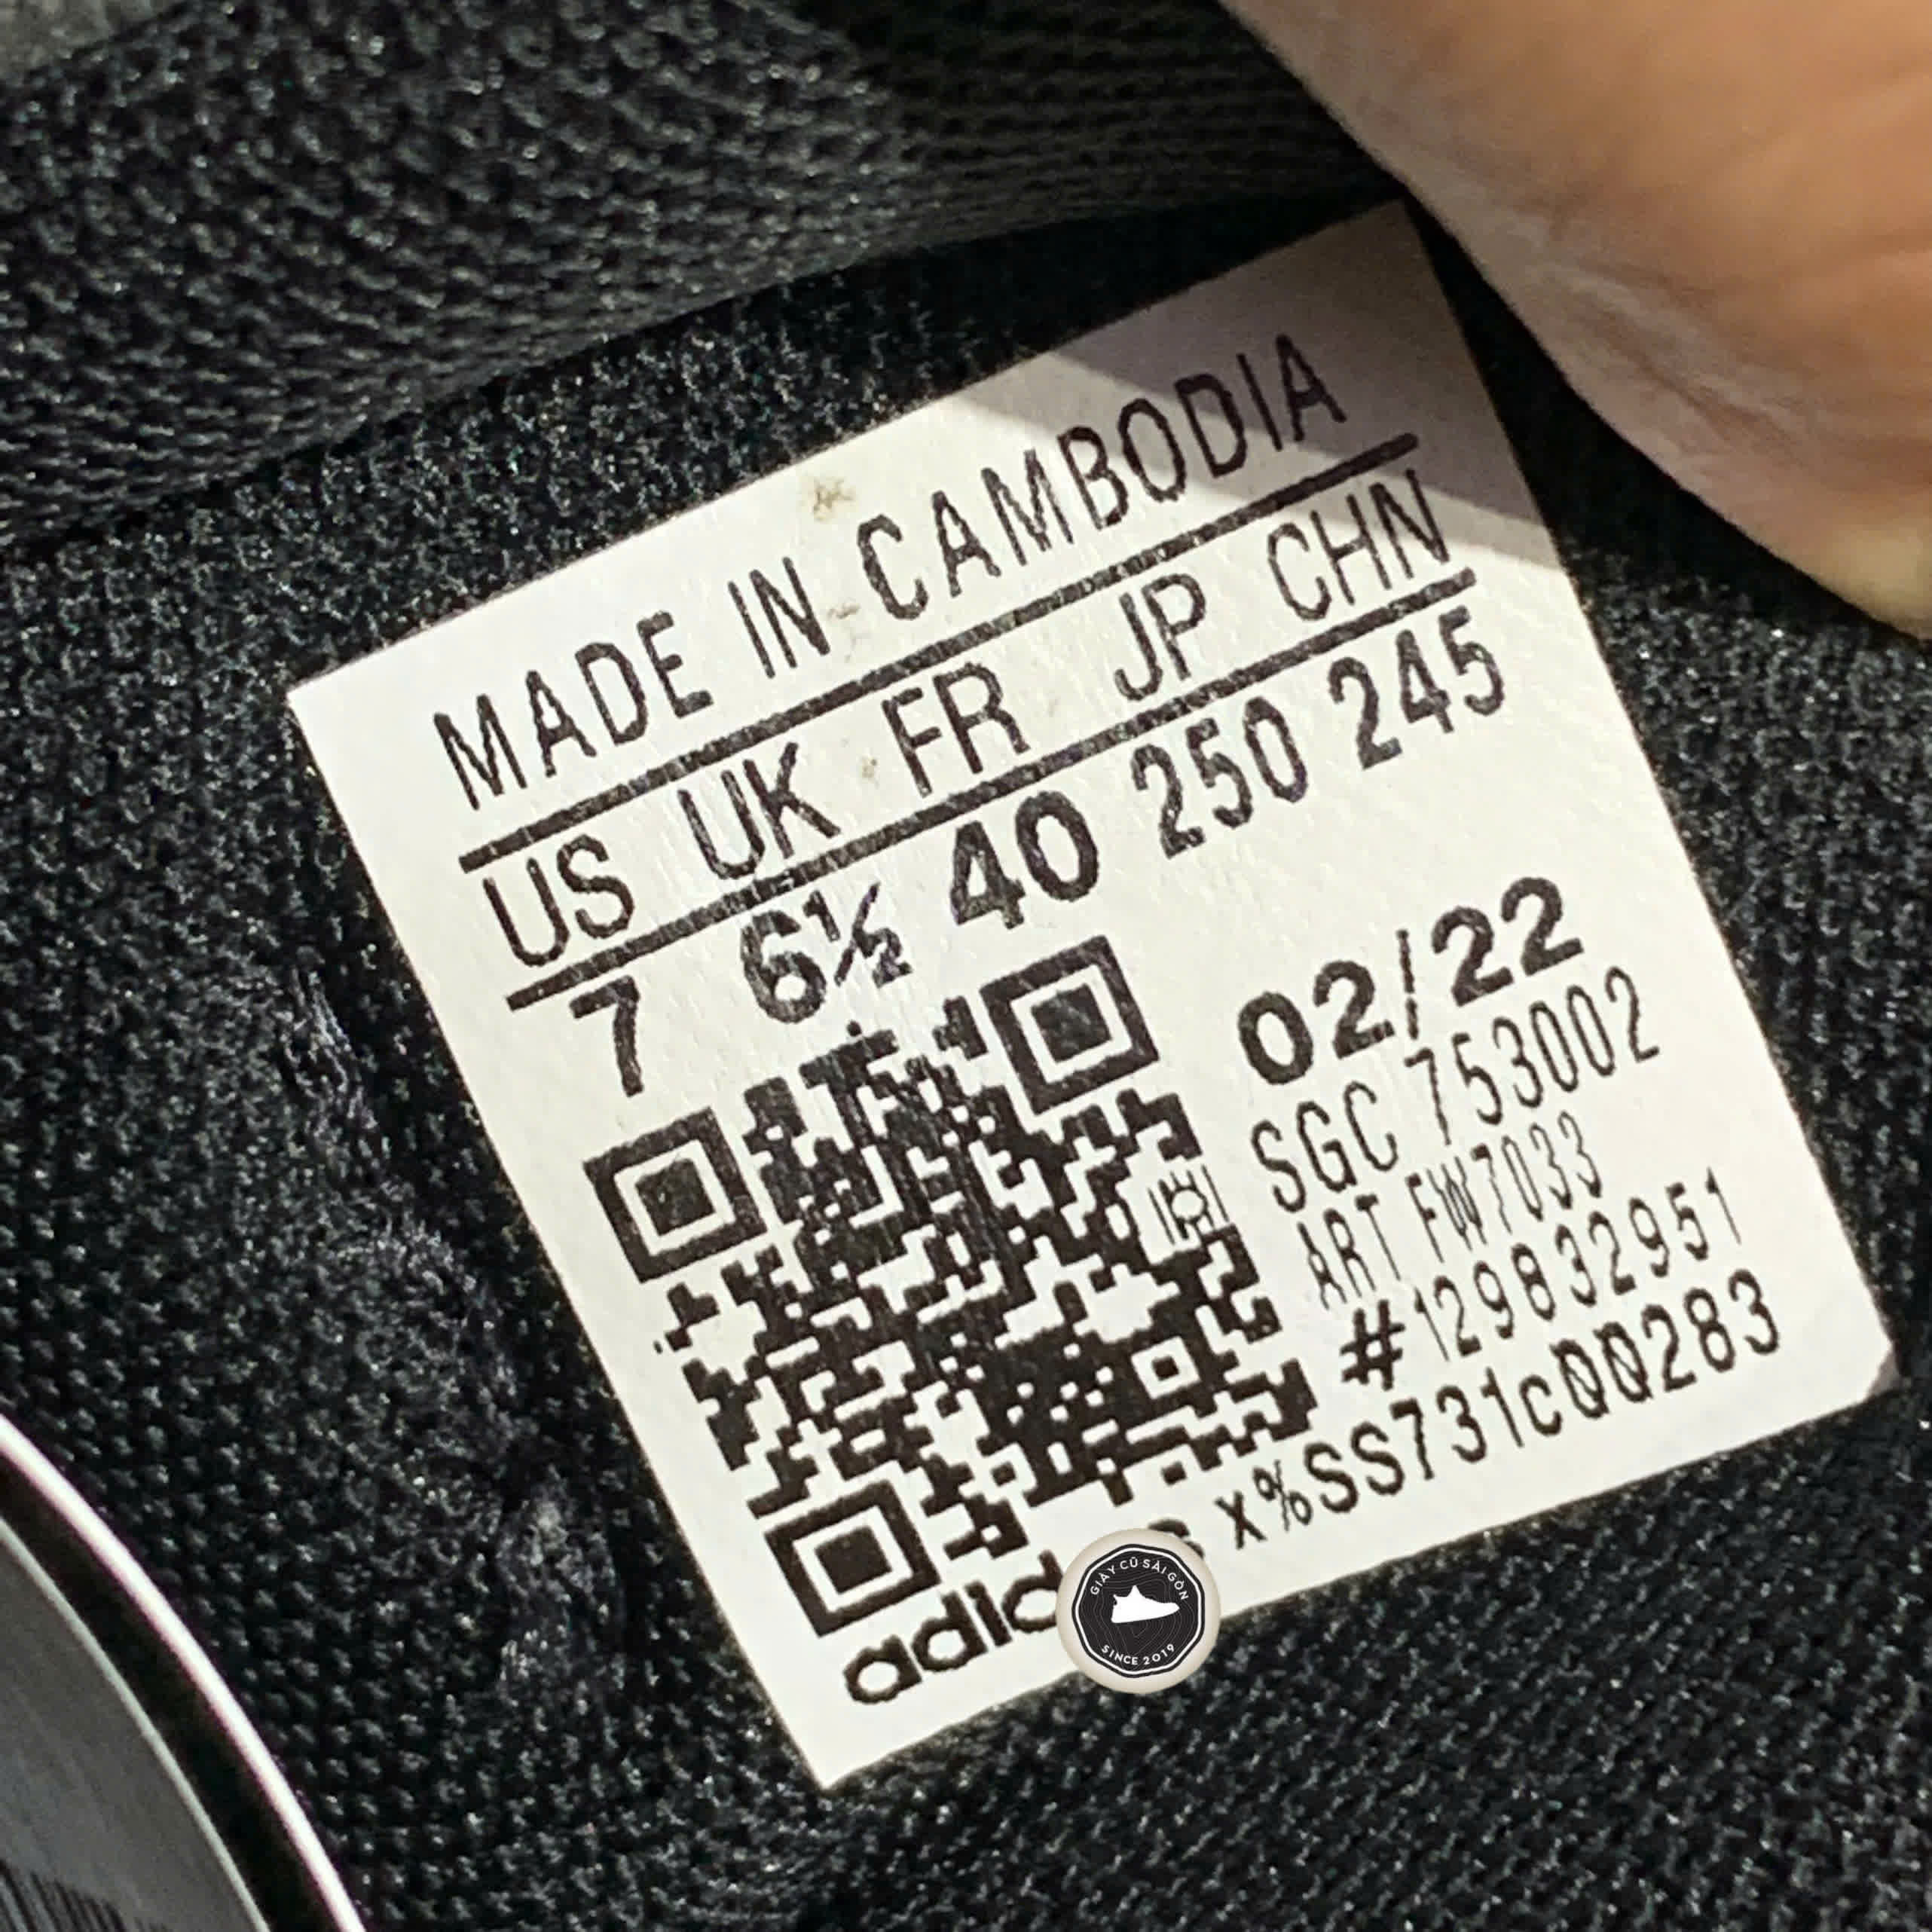 MADE IN CAMBODIA
US UK FR JP CHN
7 6½ 40 250 245
02/22
SGC 753002
ART FW7033
#129832951
x%SS731c00283
GIÀY CŨ SÀI GÒN
SINCE 2019